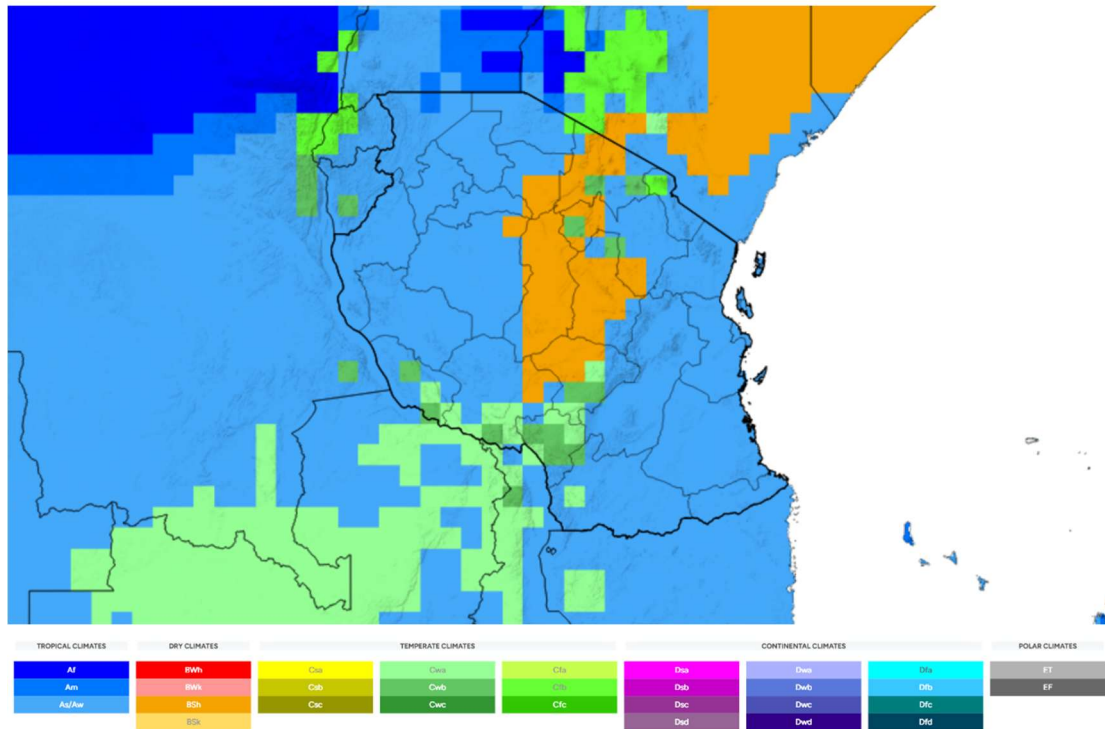 TROPICAL CLIMATES DRY CLIMATES TEMPERATE CLIMATES CONTINENTAL CLIMATES POLAR CLIMATES
Af BWh Csa Cwa Cfa Dsa Dwa Dfa ET
Am BWk Csb Cwb Cfb Dsb Dwb Dfb EF
As/Aw BSh Csc Cwc Cfc Dsc Dwc Dfc
BSk Dsd Dwd Dfd